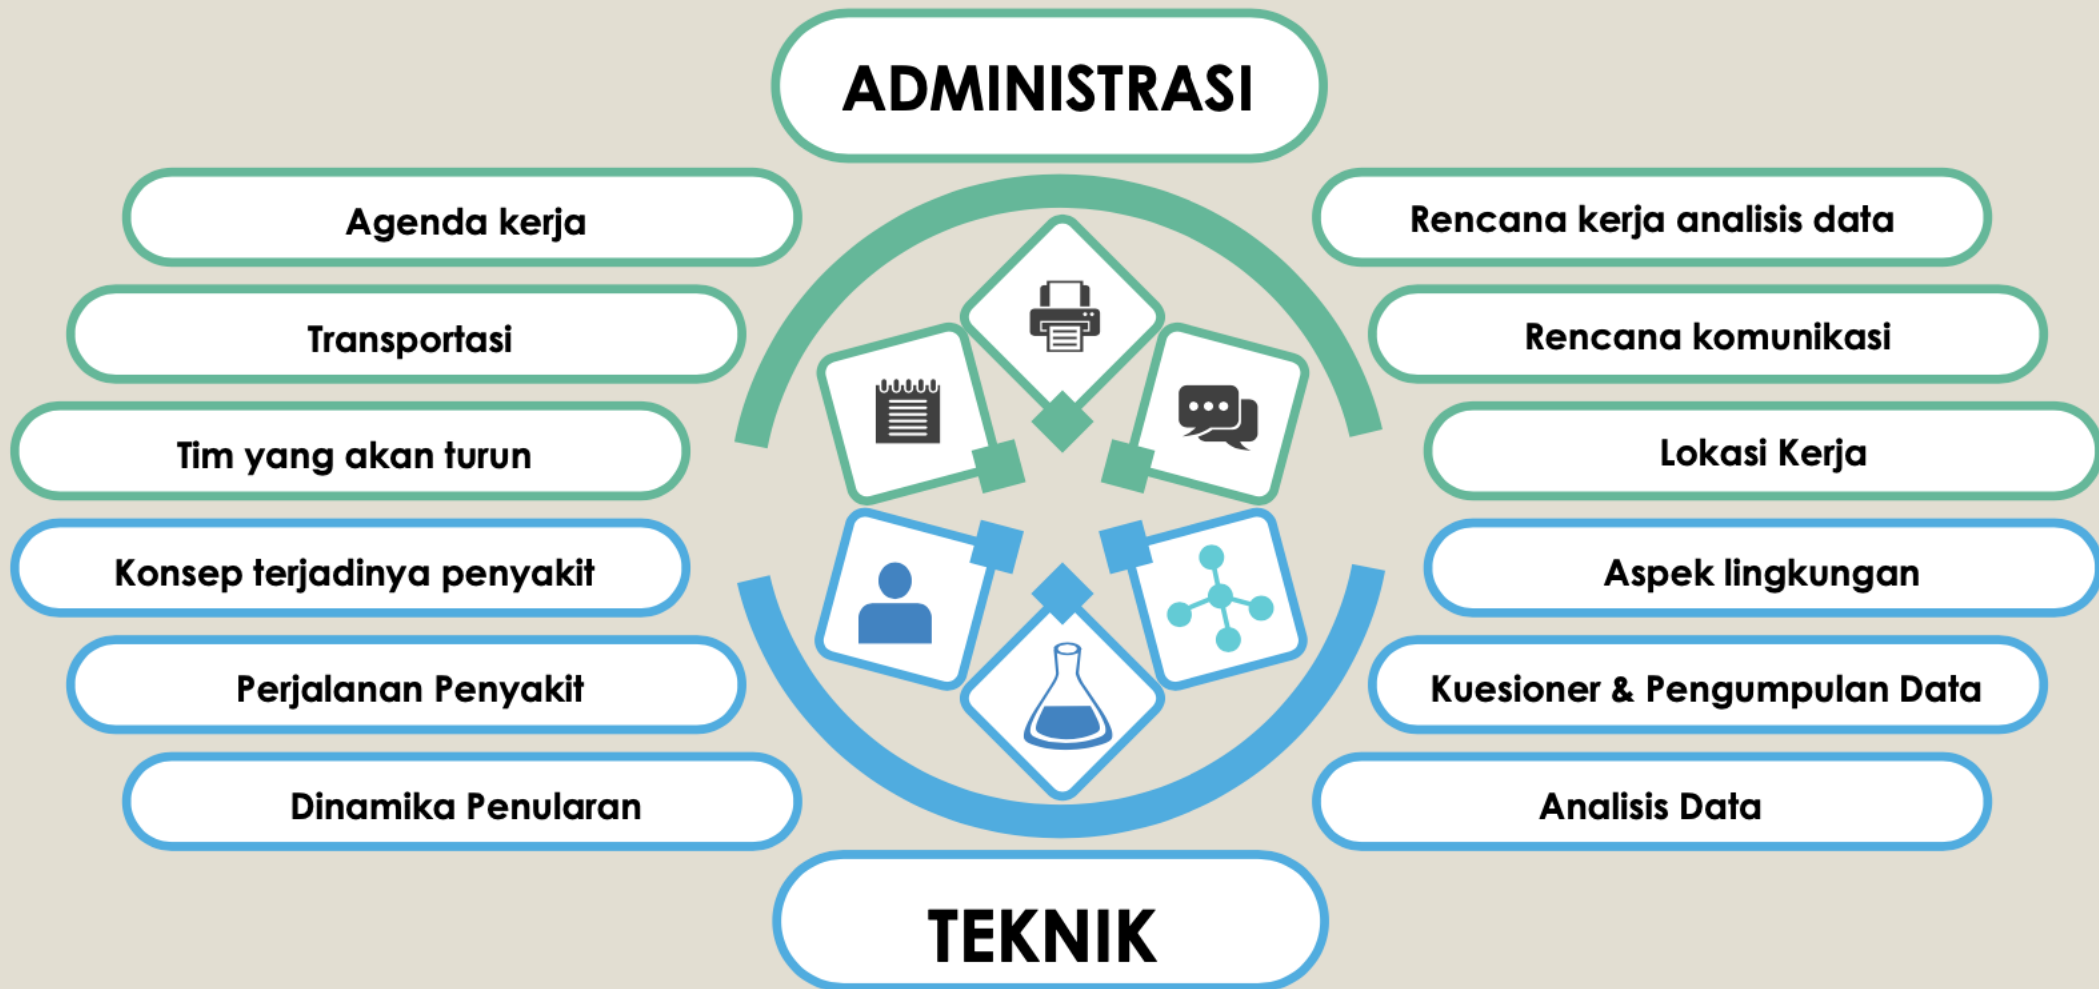 ADMINISTRASI
Agenda kerja
Transportasi
Tim yang akan turun
Konsep terjadinya penyakit
Perjalanan Penyakit
Dinamika Penularan
Rencana kerja analisis data
Rencana komunikasi
Lokasi Kerja
Aspek lingkungan
Kuesioner & Pengumpulan Data
Analisis Data
TEKNIK